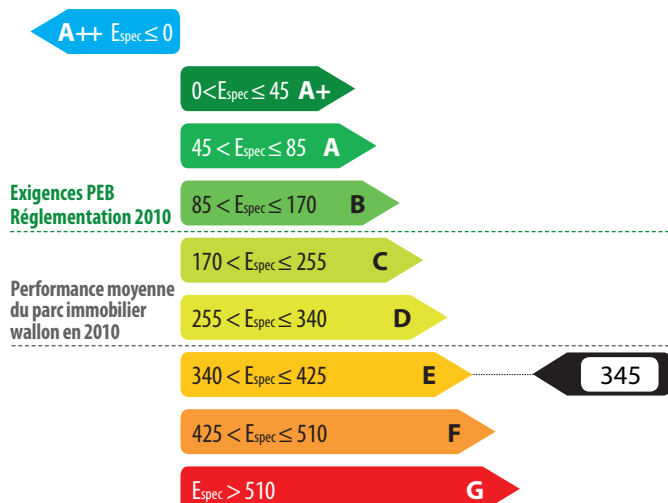 A++ Espec ≤ 0
0<Espec ≤ 45 A+
45 < Espec ≤ 85 A
Exigences PEB
Réglementation 2010
85 < Espec ≤ 170 B
170 < Espec ≤ 255 C
Performance moyenne
du parc immobilier
wallon en 2010
255 < Espec ≤ 340 D
340 < Espec ≤ 425 E
345
425 < Espec ≤ 510 F
Espec > 510 G